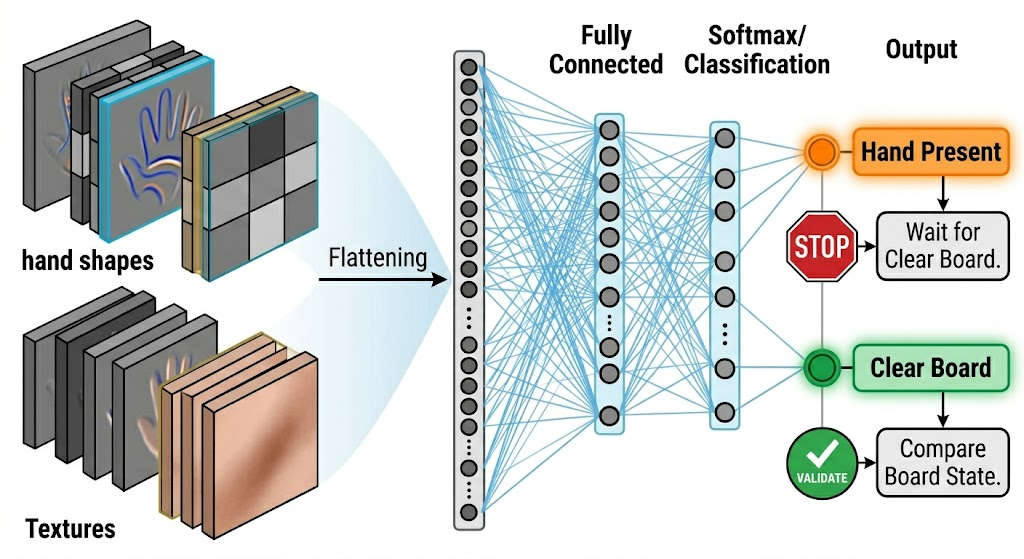 Fully
Connected
Softmax/
Classification
Output
hand shapes
Flattening
Textures
Hand Present
STOP
Wait for
Clear Board.
Clear Board
VALIDATE
Compare
Board State.